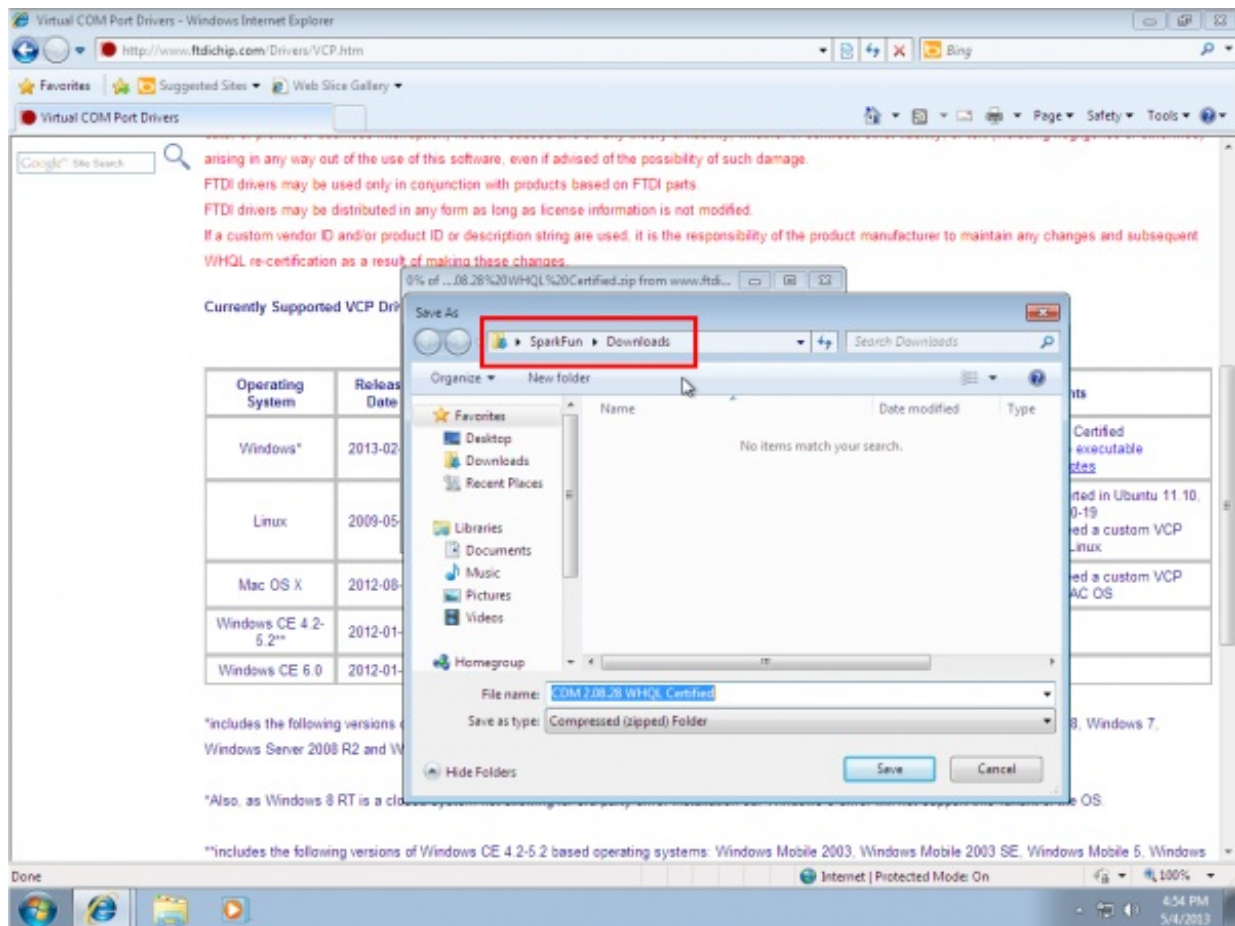 Virtual COM Port Drivers - Windows Internet Explorer
http://www.ftdichip.com/Drivers/VCP.htm
Bing
Favorites Suggested Sites Web Slice Gallery
Virtual COM Port Drivers
Page Safety Tools
Google™ Site Search
arising in any way out of the use of this software, even if advised of the possibility of such damage.
FTDI drivers may be used only in conjunction with products based on FTDI parts.
FTDI drivers may be distributed in any form as long as license information is not modified.
If a custom vendor ID and/or product ID or description string are used, it is the responsibility of the product manufacturer to maintain any changes and subsequent
WHQL re-certification as a result of making these changes.
0% of ....08.28%20WHQL%20Certified.zip from www.ftdi...
Currently Supported VCP Dri
Save As
SparkFun Downloads
Search Downloads
Organize New folder
Name Date modified Type
No items match your search.
Favorites
Desktop
Downloads
Recent Places
Libraries
Documents
Music
Pictures
Videos
Homegroup
File name: CDM 2.08.28 WHQL Certified
Save as type: Compressed (zipped) Folder
Hide Folders Save Cancel
Operating System Releas Date
Windows* 2013-02- Certified
executable
Linux 2009-05- rted in Ubuntu 11.10,
0-19
ed a custom VCP
Linux
Mac OS X 2012-08- ed a custom VCP
AC OS
Windows CE 4.2-
5.2** 2012-01-
Windows CE 6.0 2012-01-
*includes the following versions 8, Windows 7,
Windows Server 2008 R2 and W
*Also, as Windows 8 RT is a clo e OS.
**includes the following versions of Windows CE 4.2-5.2 based operating systems: Windows Mobile 2003, Windows Mobile 2003 SE, Windows Mobile 5, Windows
Done Internet | Protected Mode: On 100%
4:54 PM
5/4/2013